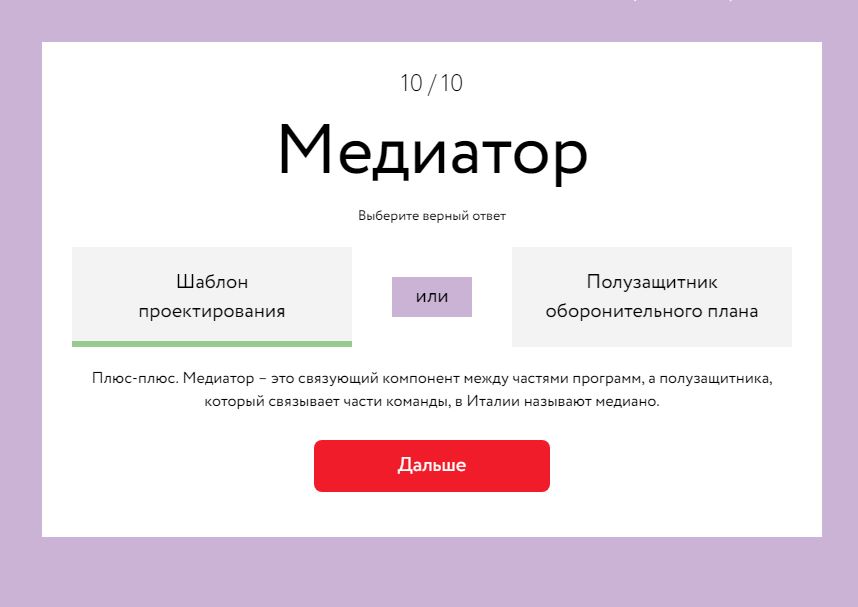 10 / 10
Медиатор
Выберите верный ответ
Шаблон
проектирования
или
Полузащитник
оборонительного плана
Плюс-плюс. Медиатор – это связующий компонент между частями программ, а полузащитника,
который связывает части команды, в Италии называют медиано.
Дальше